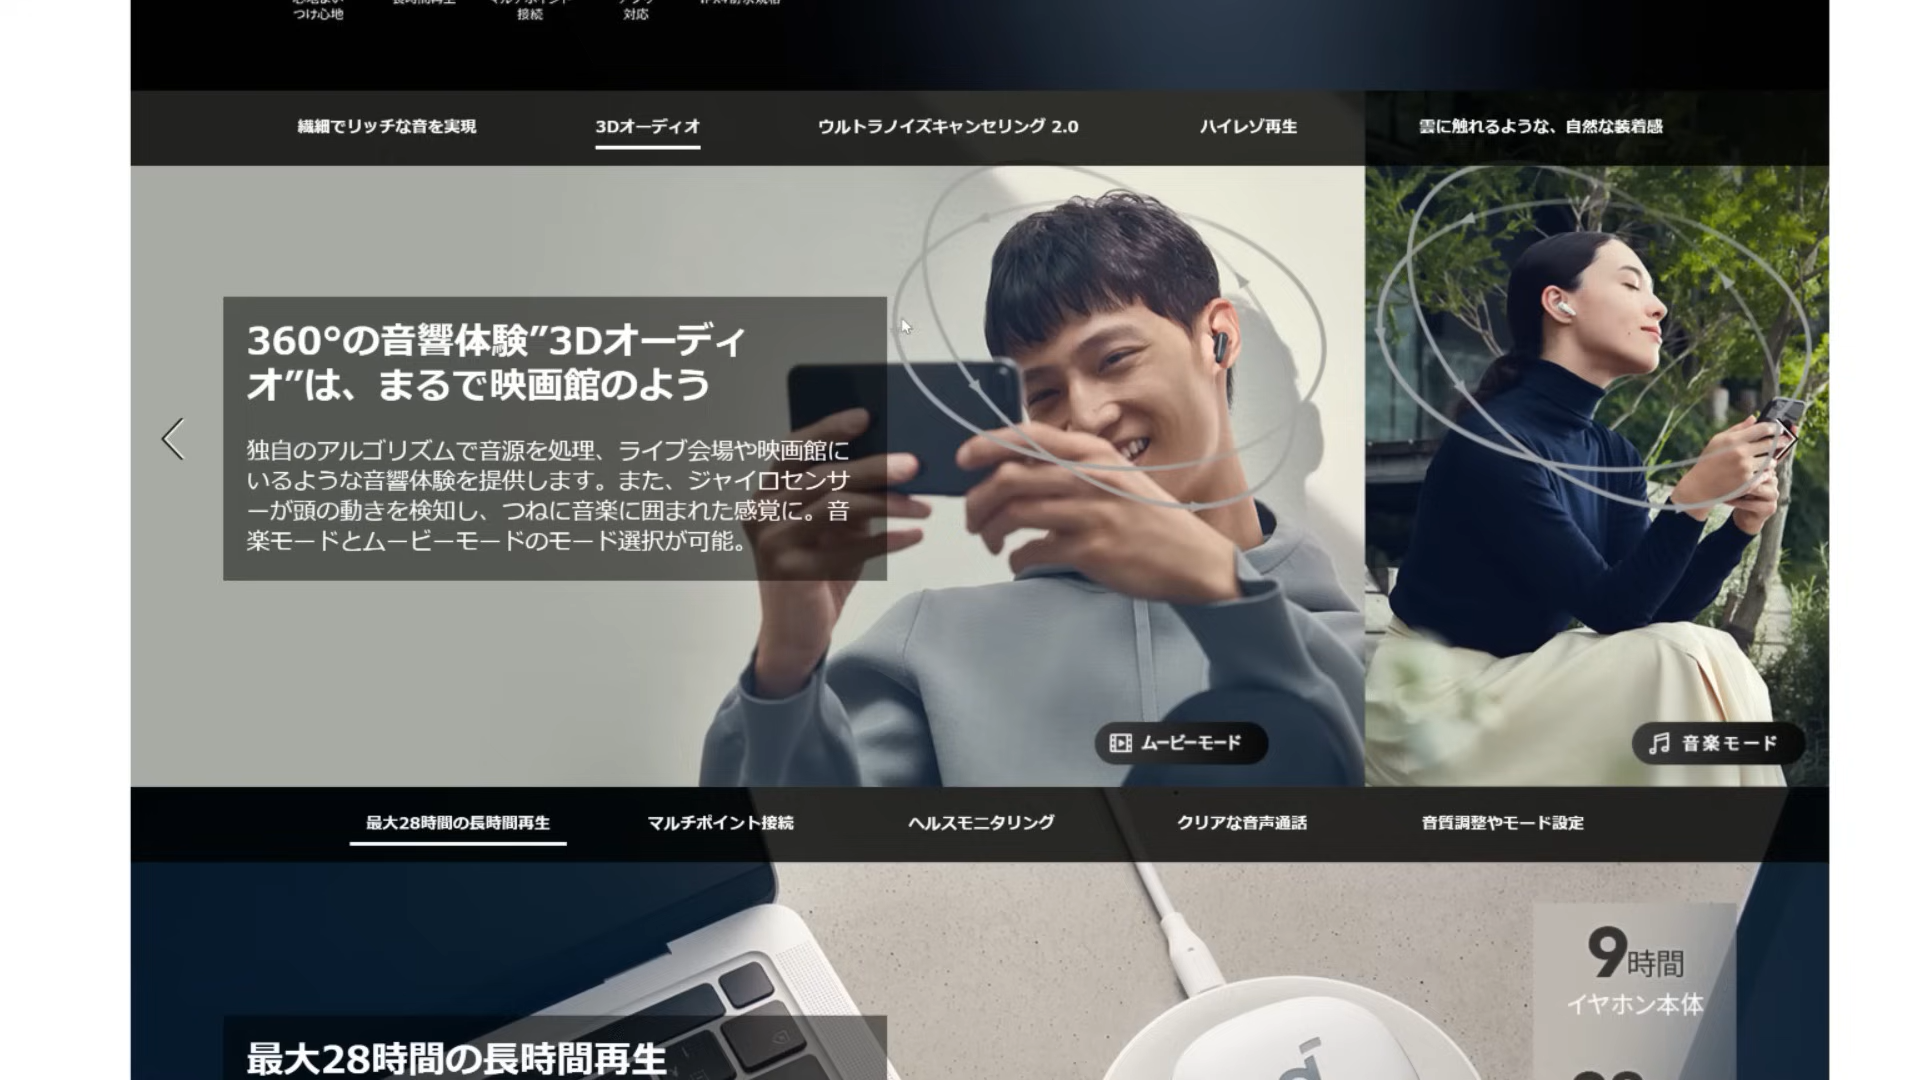 つけ心地
接続
対応
繊細でリッチな音を実現
3Dオーディオ
ウルトラノイズキャンセリング 2.0
ハイレゾ再生
雲に触れるような、自然な装着感
360°の音響体験”3Dオーディ
オ”は、まるで映画館のよう
独自のアルゴリズムで音源を処理、ライブ会場や映画館に
いるような音響体験を提供します。また、ジャイロセンサ
ーが頭の動きを検知し、つねに音楽に囲まれた感覚に。音
楽モードとムービーモードのモード選択が可能。
ムービーモード
音楽モード
最大28時間の長時間再生
マルチポイント接続
ヘルスモニタリング
クリアな音声通話
音質調整やモード設定
9時間
イヤホン本体
最大28時間の長時間再生